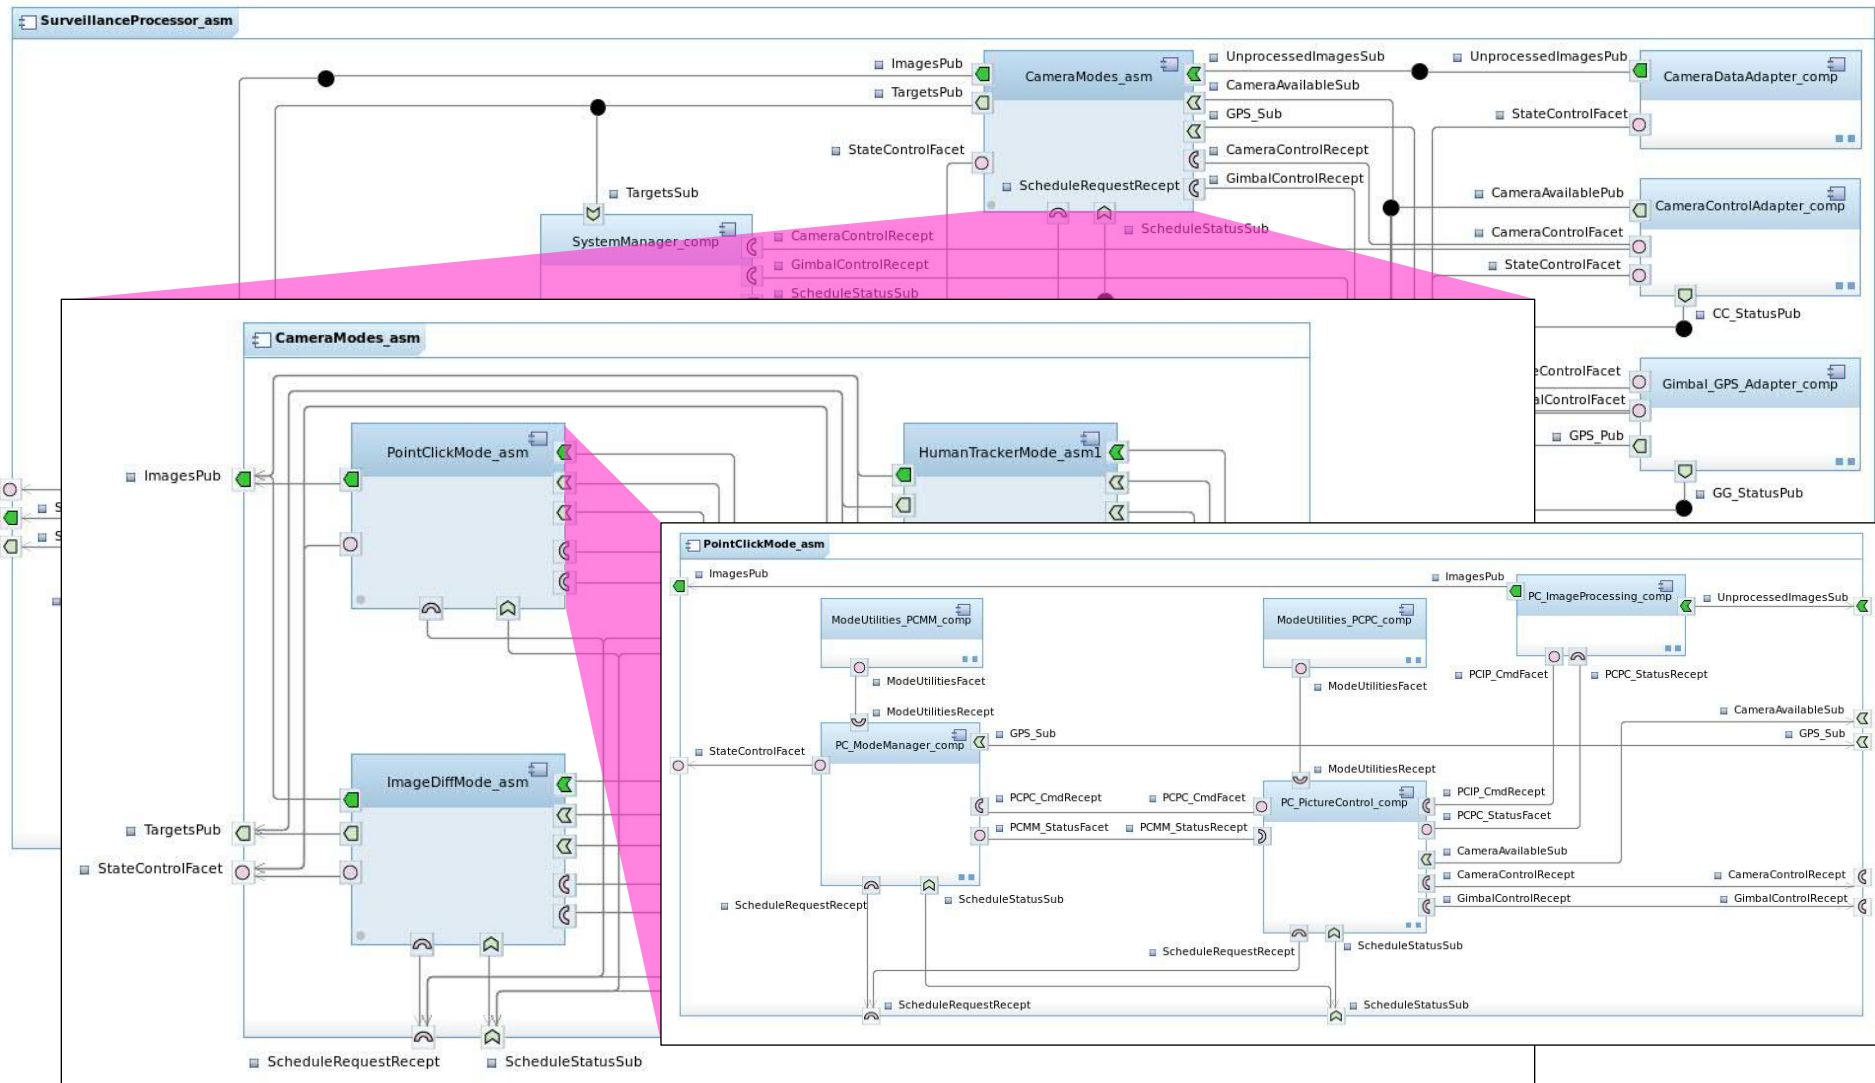 SurveillanceProcessor_asm
ImagesPub
TargetsPub
StateControlFacet
CameraModes_asm
ScheduleRequestRecept
UnprocessedImagesSub
CameraAvailableSub
GPS_Sub
CameraControlRecept
GimbalControlRecept
ScheduleStatusSub
UnprocessedImagesPub
StateControlFacet
CameraDataAdapter_comp
CameraAvailablePub
CameraControlFacet
StateControlFacet
CameraControlAdapter_comp
CC_StatusPub
TargetsSub
SystemManager_comp
CameraControlRecept
GimbalControlRecept
ScheduleStatusSub
eControlFacet
alControlFacet
GPS_Pub
Gimbal_GPS_Adapter_comp
GG_StatusPub
S
S
CameraModes_asm
PointClickMode_asm
HumanTrackerMode_asm1
ImagesPub
ImageDiffMode_asm
TargetsPub
StateControlFacet
ScheduleRequestRecept
ScheduleStatusSub
PointClickMode_asm
ImagesPub
ImagesPub
PC_ImageProcessing_comp
UnprocessedImagesSub
ModeUtilities_PCMM_comp
ModeUtilities_PCPC_comp
ModeUtilitiesFacet
ModeUtilitiesFacet
PCIP_CmdFacet
PCPC_StatusRecept
ModeUtilitiesRecept
CameraAvailableSub
StateControlFacet
PC_ModeManager_comp
GPS_Sub
GPS_Sub
ModeUtilitiesRecept
PCPC_CmdRecept
PCPC_CmdFacet
PC_PictureControl_comp
PCIP_CmdRecept
PCPC_StatusFacet
PCMM_StatusFacet
PCMM_StatusRecept
CameraAvailableSub
CameraControlRecept
CameraControlRecept
GimbalControlRecept
GimbalControlRecept
ScheduleRequestRecept
ScheduleStatusSub
ScheduleRequestRecept
ScheduleStatusSub
ScheduleRequestRecept
ScheduleStatusSub